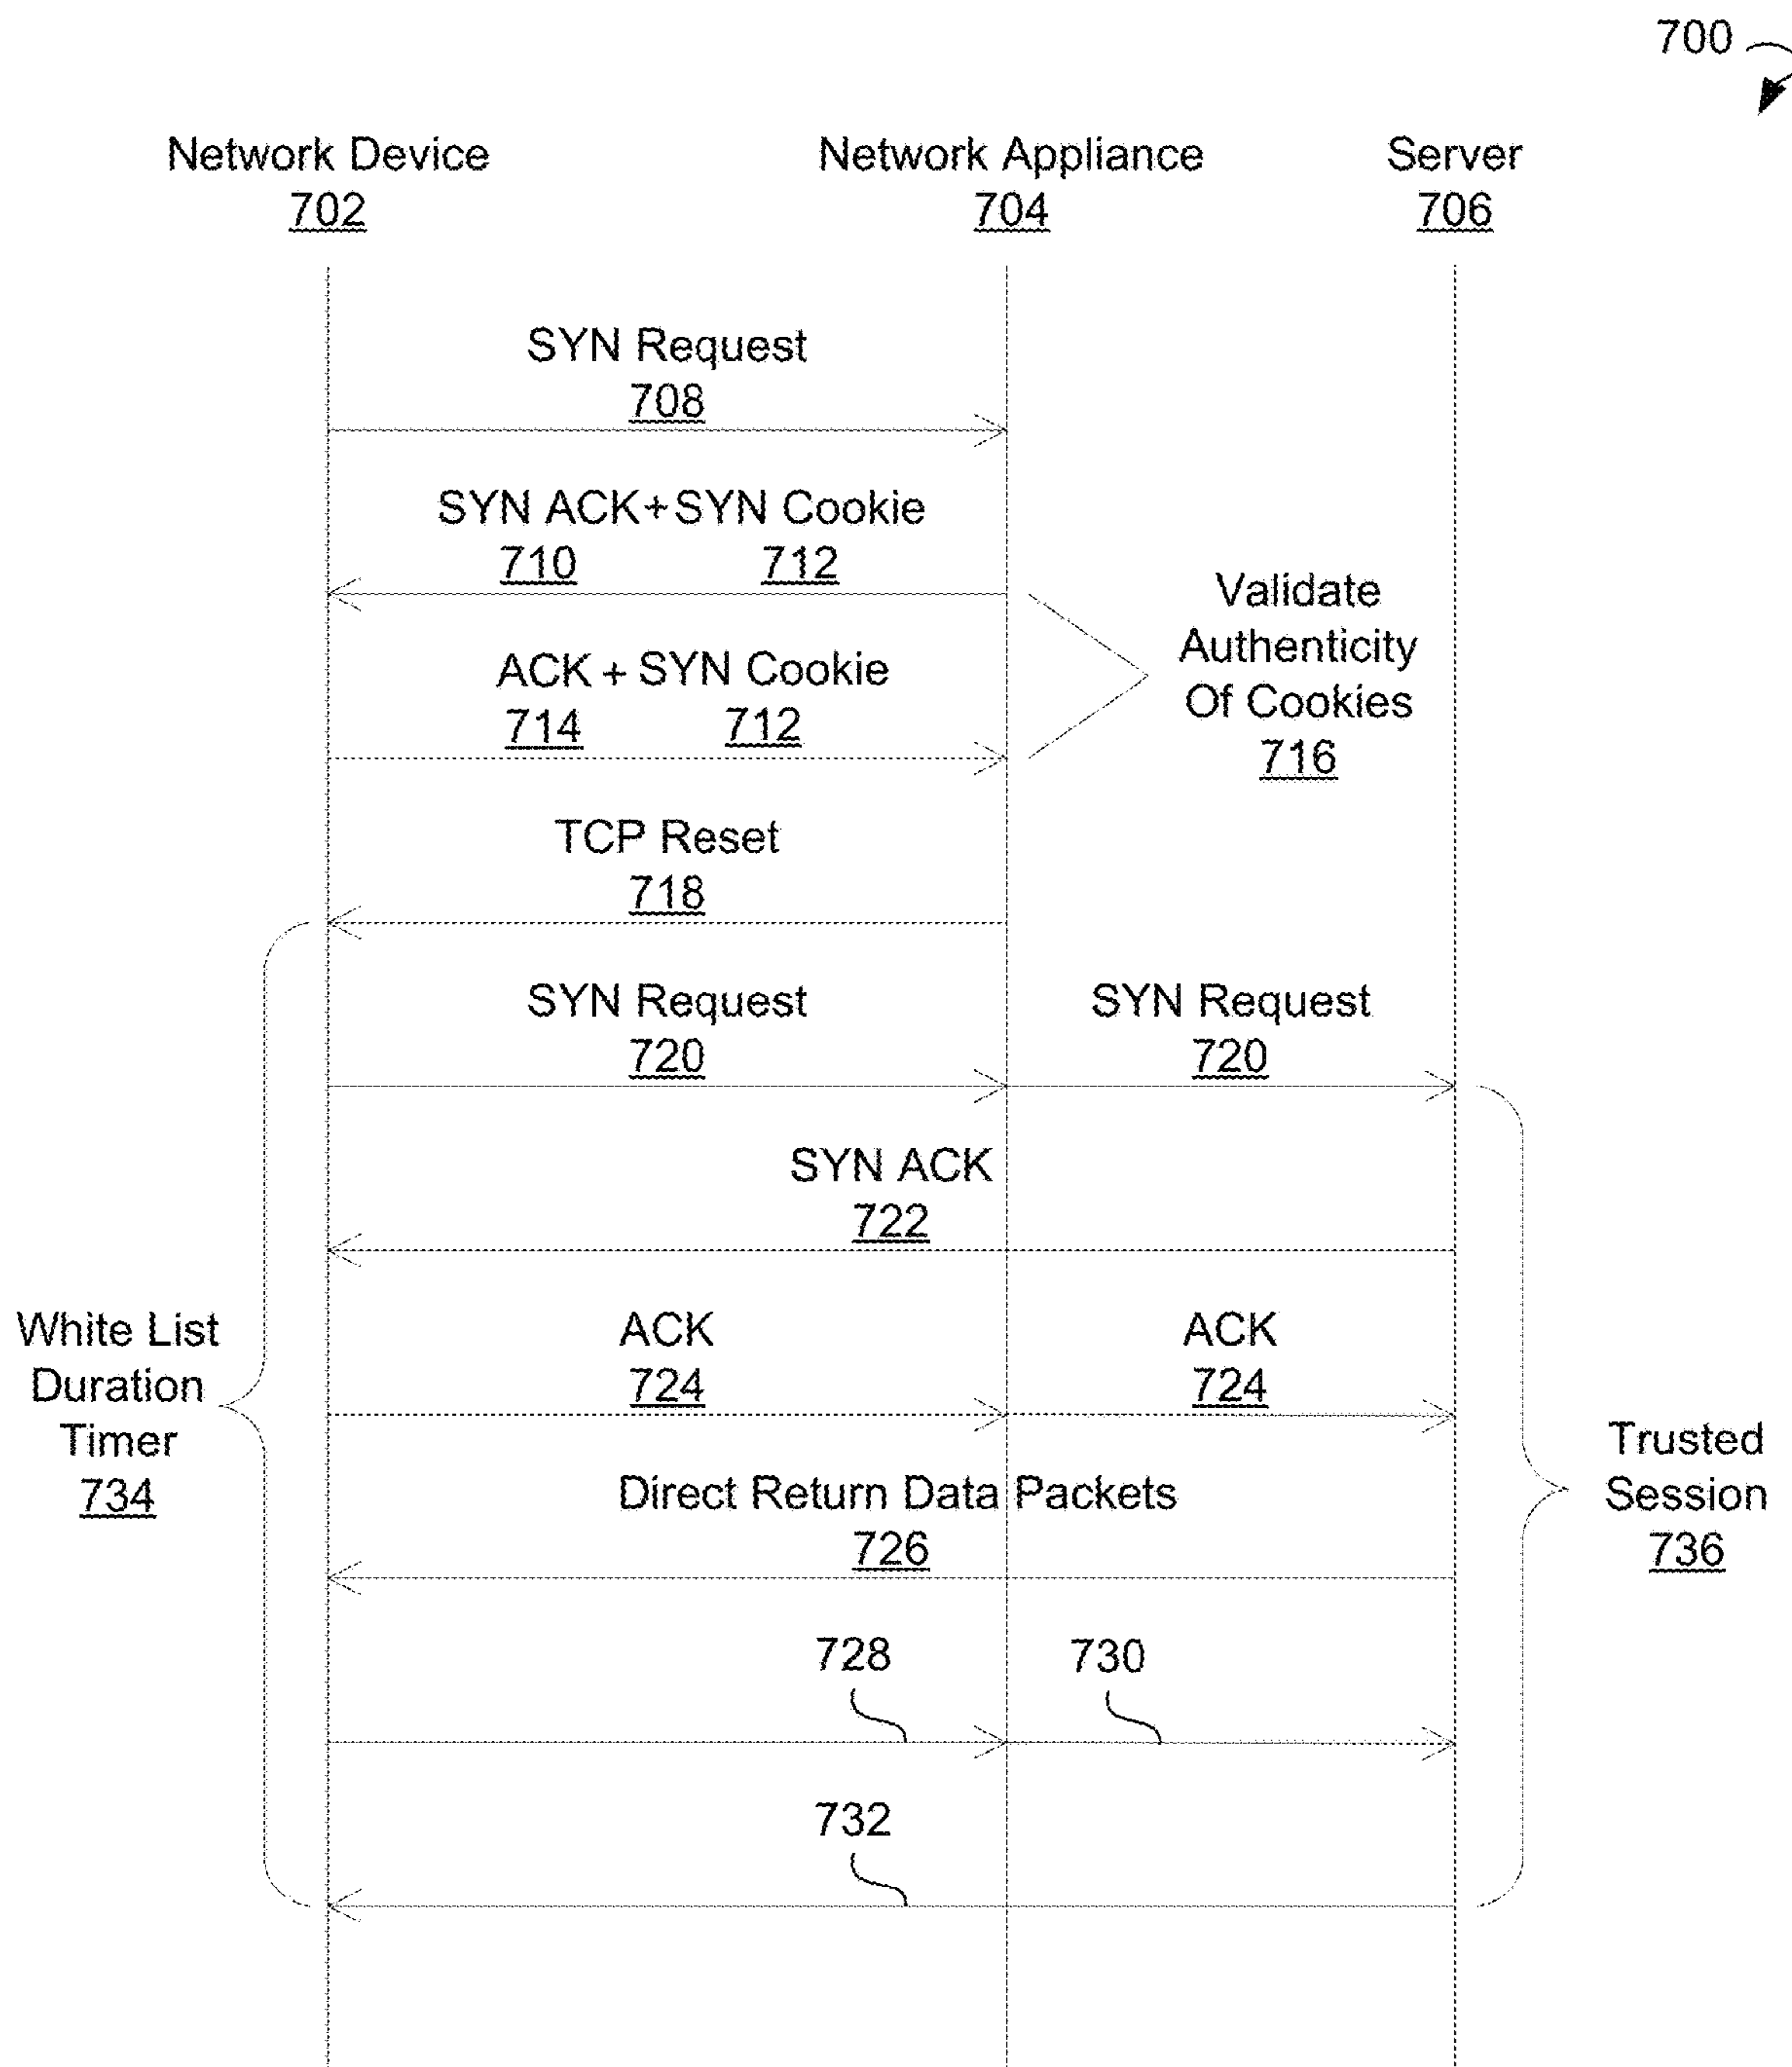 700
Network Device
702
Network Appliance
704
Server
706
SYN Request
708
SYN ACK + SYN Cookie
710 712
Validate
Authenticity
Of Cookies
716
ACK + SYN Cookie
714 712
TCP Reset
718
SYN Request
720
SYN Request
720
SYN ACK
722
White List
Duration
Timer
734
ACK
724
ACK
724
Trusted
Session
736
Direct Return Data Packets
726
728
730
732